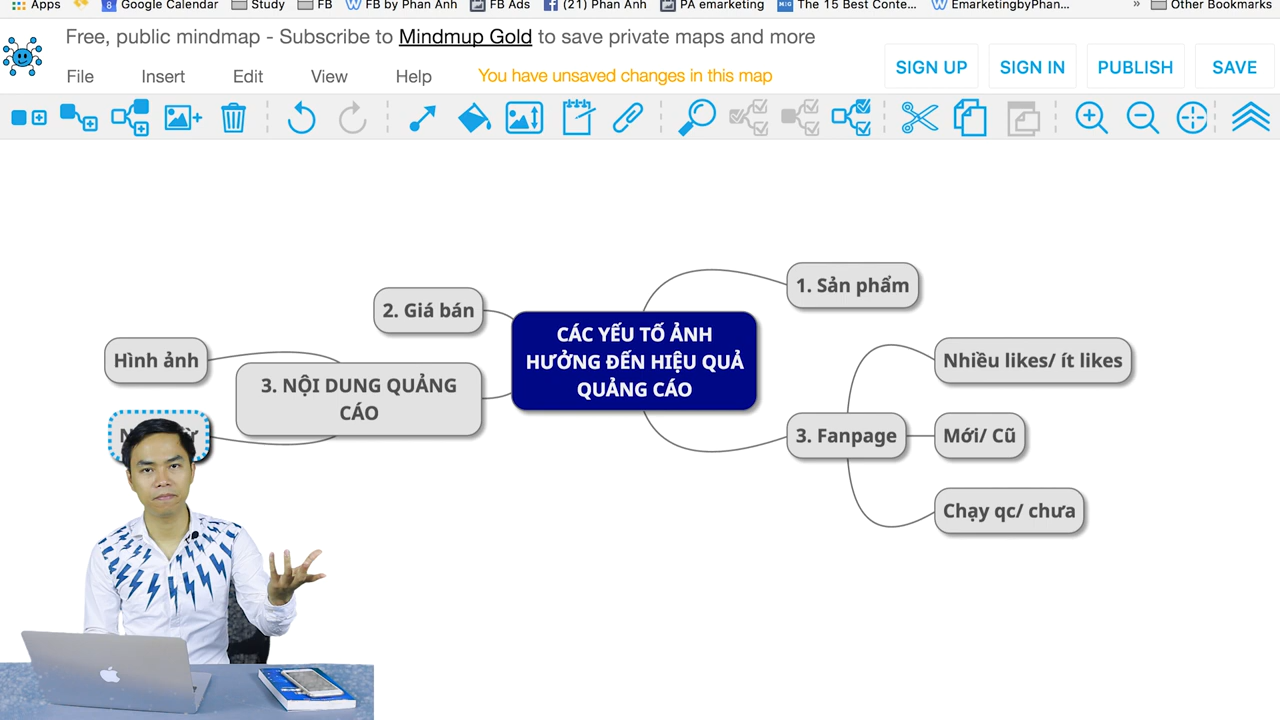 Apps
Google Calendar
Study
FB
FB by Phan Anh
FB Ads
(21) Phan Anh
PA emarketing
The 15 Best Conte...
EmarketingbyPhan...
»
Other Bookmarks
Free, public mindmap - Subscribe to Mindmup Gold to save private maps and more
File
Insert
Edit
View
Help
You have unsaved changes in this map
SIGN UP
SIGN IN
PUBLISH
SAVE
1. Sản phẩm
2. Giá bán
CÁC YẾU TỐ ẢNH
HƯỞNG ĐẾN HIỆU QUẢ
QUẢNG CÁO
Hình ảnh
3. NỘI DUNG QUẢNG
CÁO
Nhiều likes/ ít likes
3. Fanpage
Mới/ Cũ
Chạy qc/ chưa